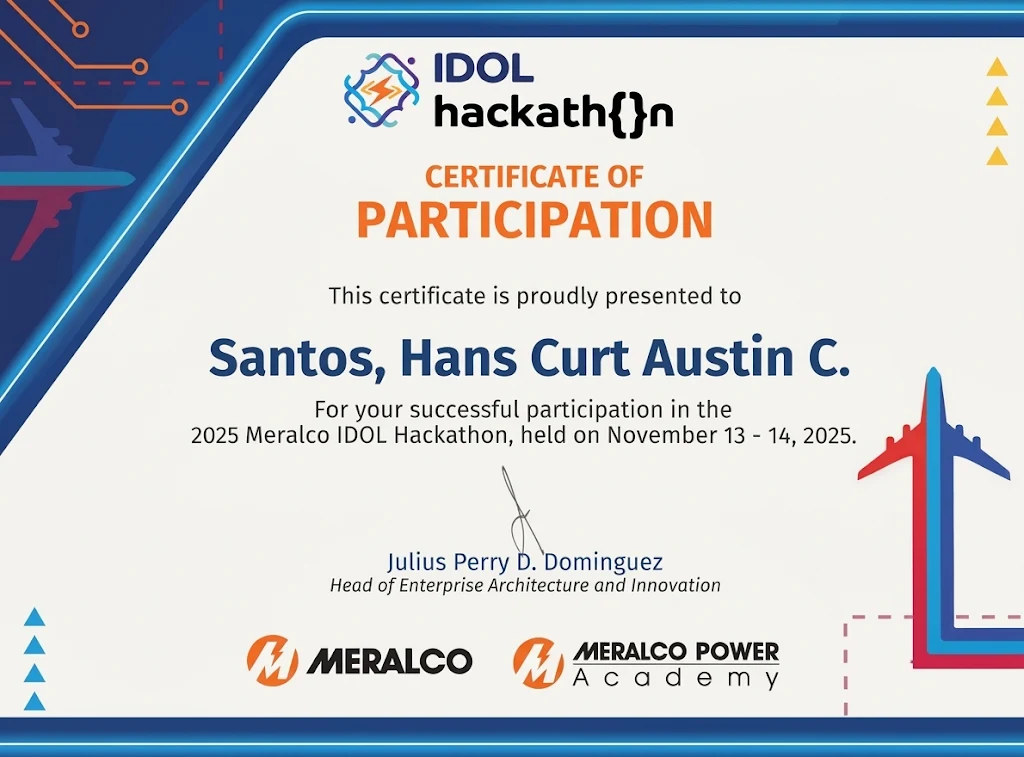 IDOL
hackath{}n
CERTIFICATE OF
PARTICIPATION
This certificate is proudly presented to
Santos, Hans Curt Austin C.
For your successful participation in the
2025 Meralco IDOL Hackathon, held on November 13 - 14, 2025.
Julius Perry D. Dominguez
Head of Enterprise Architecture and Innovation
MERALCO
MERALCO POWER
Academy